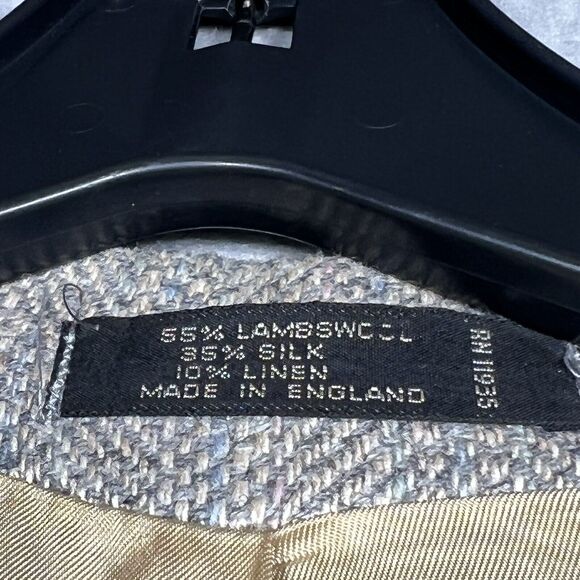 55% LAMBSWOOL
35% SILK
10% LINEN
MADE IN ENGLAND
RN 11935